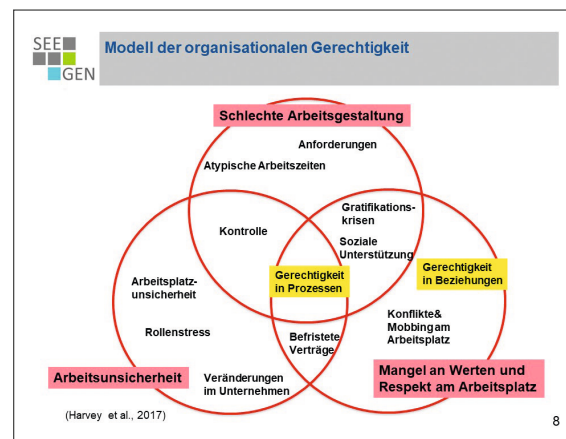 SEE
GEN
Modell der organisationalen Gerechtigkeit
Schlechte Arbeitsgestaltung
Anforderungen
Atypische Arbeitszeiten
Gratifikations-
krisen
Kontrolle
Soziale
Unterstützung
Gerechtigkeit
in Beziehungen
Gerechtigkeit
in Prozessen
Arbeitsplatz-
unsicherheit
Konflikte&
Mobbing am
Arbeitsplatz
Rollenstress
Befristete
Verträge
Arbeitsunsicherheit
Veränderungen
im Unternehmen
Mangel an Werten und
Respekt am Arbeitsplatz
(Harvey et al., 2017)
8